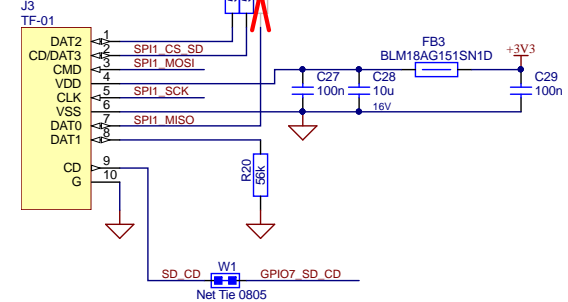 J3
TF-01
DAT2 1
CD/DAT3 2 SPI1_CS_SD
CMD 3 SPI1_MOSI
VDD 4
CLK 5 SPI1_SCK
VSS 6
DAT0 7 SPI1_MISO
DAT1 8
CD 9
G 10
R20
56k
C27
100n
C28
10u
16V
FB3
BLM18AG151SN1D
+3V3
C29
100n
SD_CD
W1
GPIO7_SD_CD
Net Tie 0805